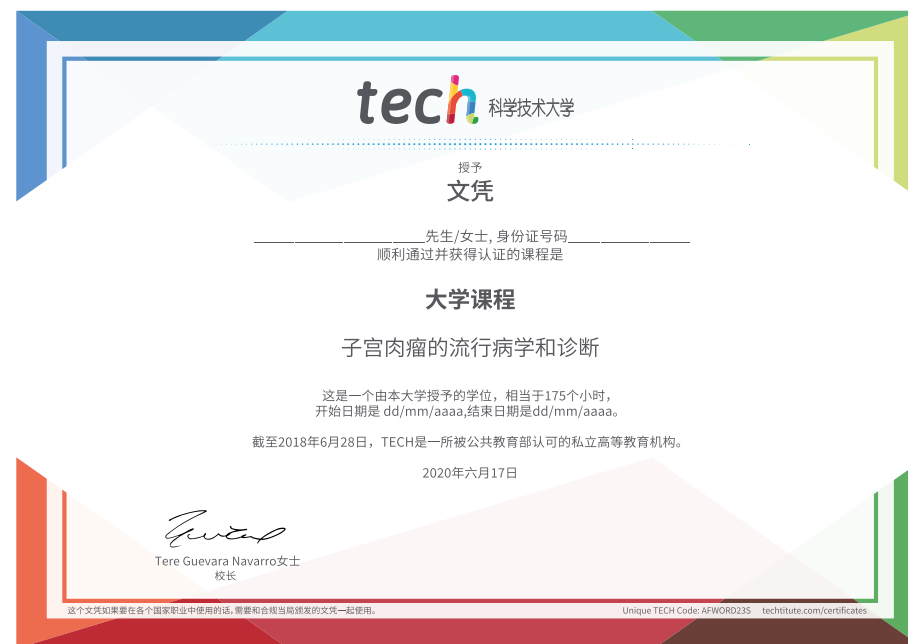 tech 科学技术大学
授予
文凭
____________________先生/女士, 身份证号码______________
顺利通过并获得认证的课程是
大学课程
子宫肉瘤的流行病学和诊断
这是一个由本大学授予的学位，相当于175个小时，
开始日期是 dd/mm/aaaa,结束日期是dd/mm/aaaa。
截至2018年6月28日，TECH是一所被公共教育部认可的私立高等教育机构。
2020年六月17日
Tere Guevara Navarro女士
校长
这个文凭如果要在各个国家职业中使用的话,需要和合规当局颁发的文凭一起使用。
Unique TECH Code: AFWORD23S techtitute.com/certificates